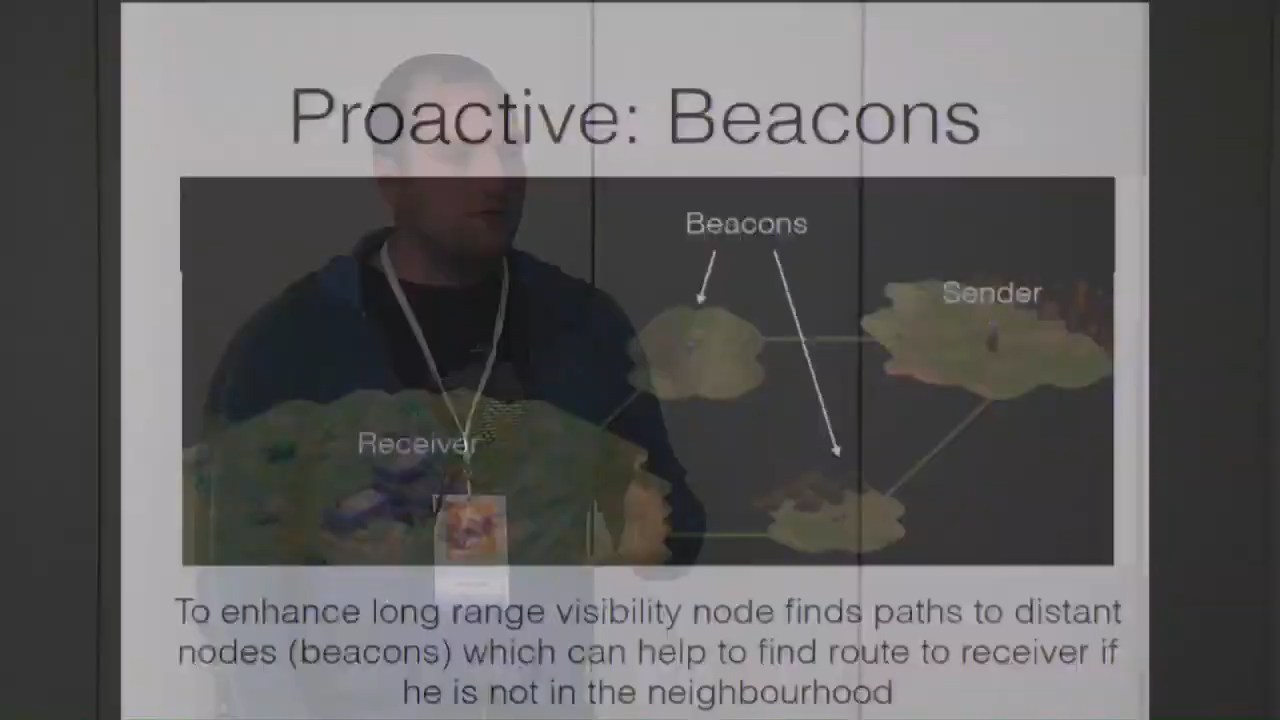 Proactive: Beacons
Beacons
Sender
Receiver
To enhance long range visibility node finds paths to distant
nodes (beacons) which can help to find route to receiver if
he is not in the neighbourhood